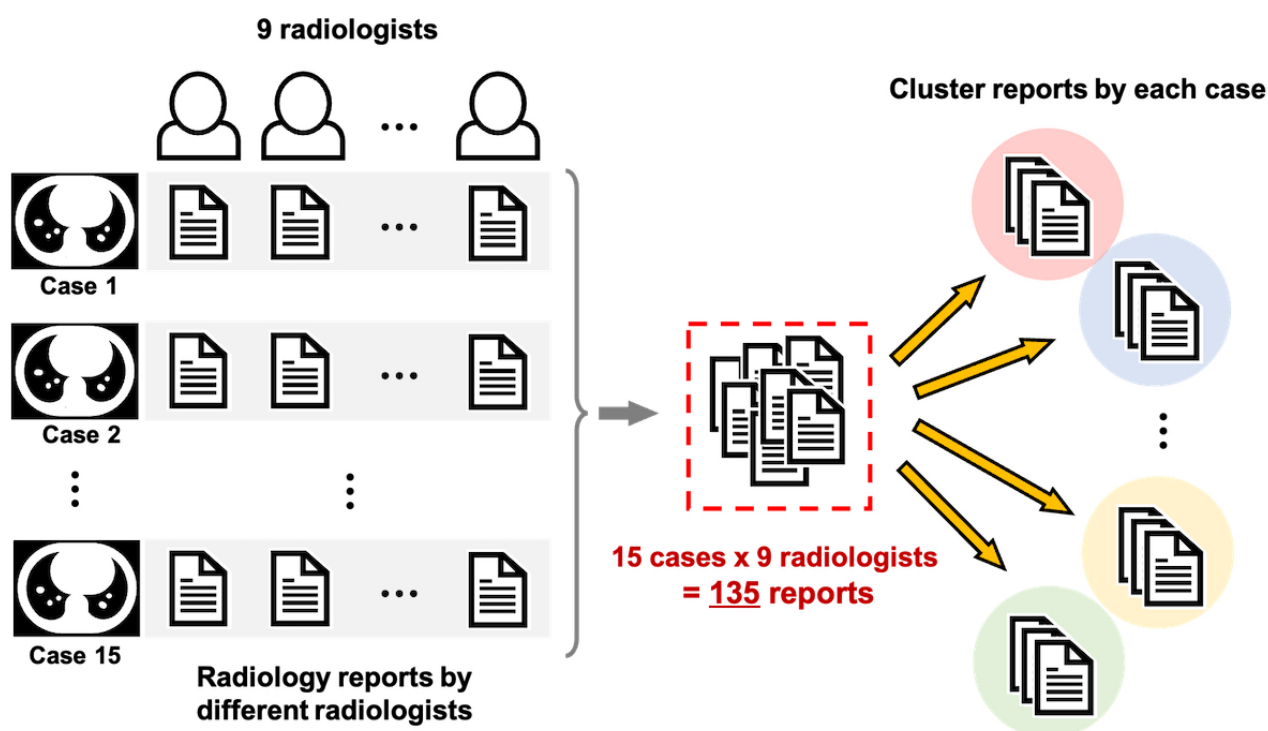 9 radiologists
Cluster reports by each case
Case 1
Case 2
15 cases x 9 radiologists
= 135 reports
Case 15
Radiology reports by
different radiologists